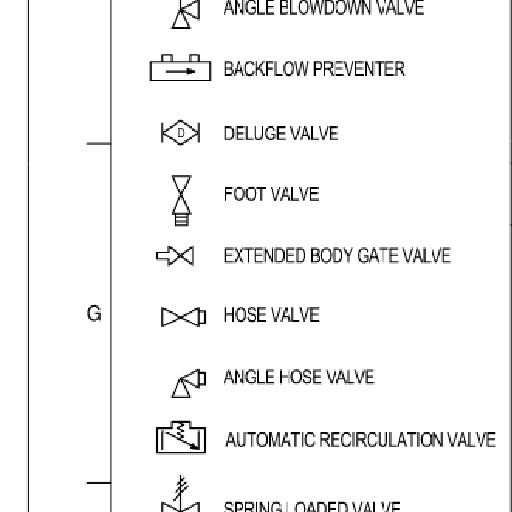 ANGLE BLOWDOWN VALVE
BACKFLOW PREVENTER
D DELUGE VALVE
FOOT VALVE
EXTENDED BODY GATE VALVE
G HOSE VALVE
ANGLE HOSE VALVE
AUTOMATIC RECIRCULATION VALVE
SPRING LOADED VALVE